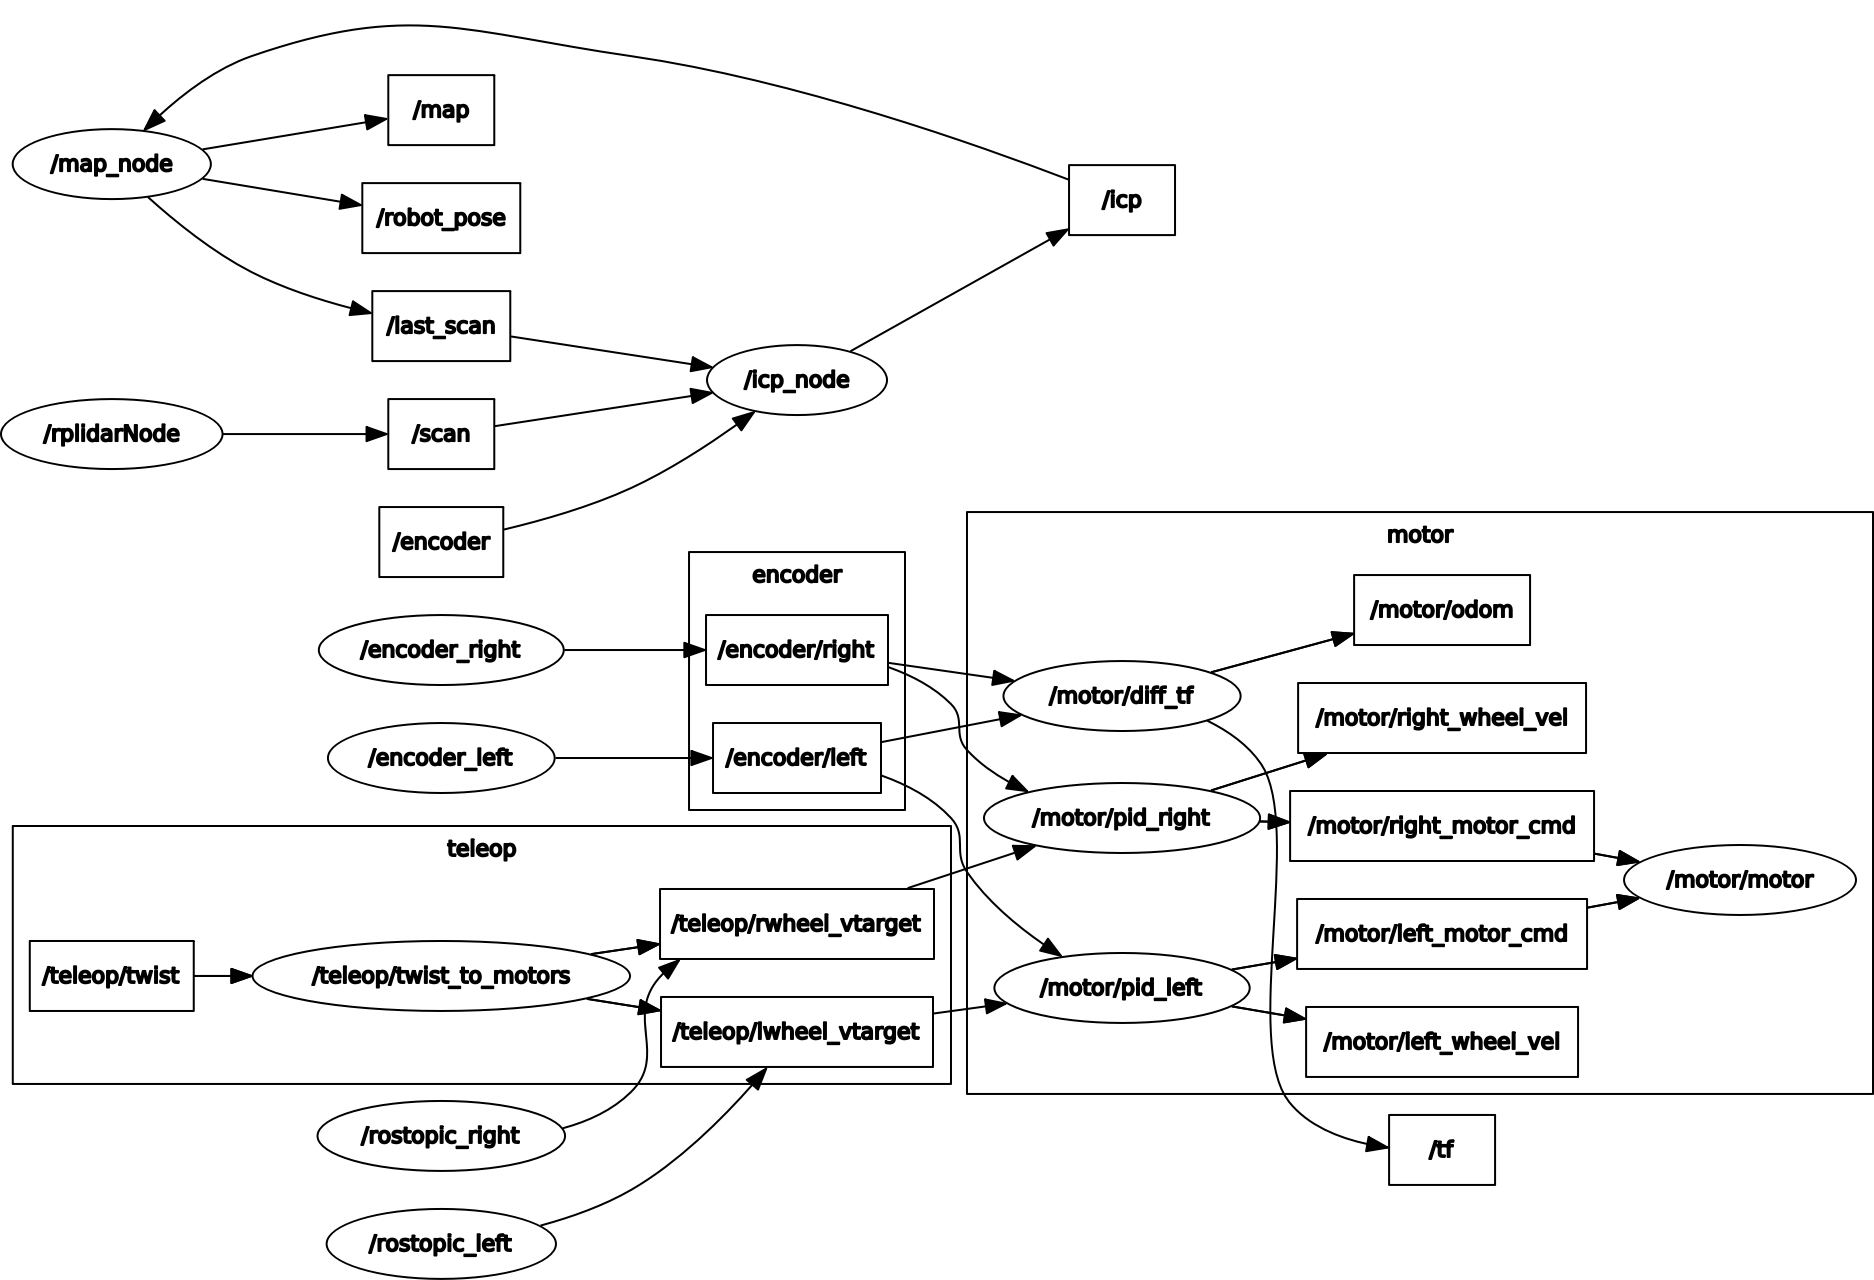 /map
/map_node
/icp
/robot_pose
/last_scan
/icp_node
/rplidarNode
/scan
/encoder
motor
encoder
/motor/odom
/encoder_right
/encoder/right
/motor/diff_tf
/motor/right_wheel_vel
/encoder_left
/encoder/left
/motor/pid_right
/motor/right_motor_cmd
teleop
/motor/motor
/teleop/rwheel_vtarget
/motor/left_motor_cmd
/teleop/twist
/teleop/twist_to_motors
/motor/pid_left
/teleop/lwheel_vtarget
/motor/left_wheel_vel
/rostopic_right
/tf
/rostopic_left